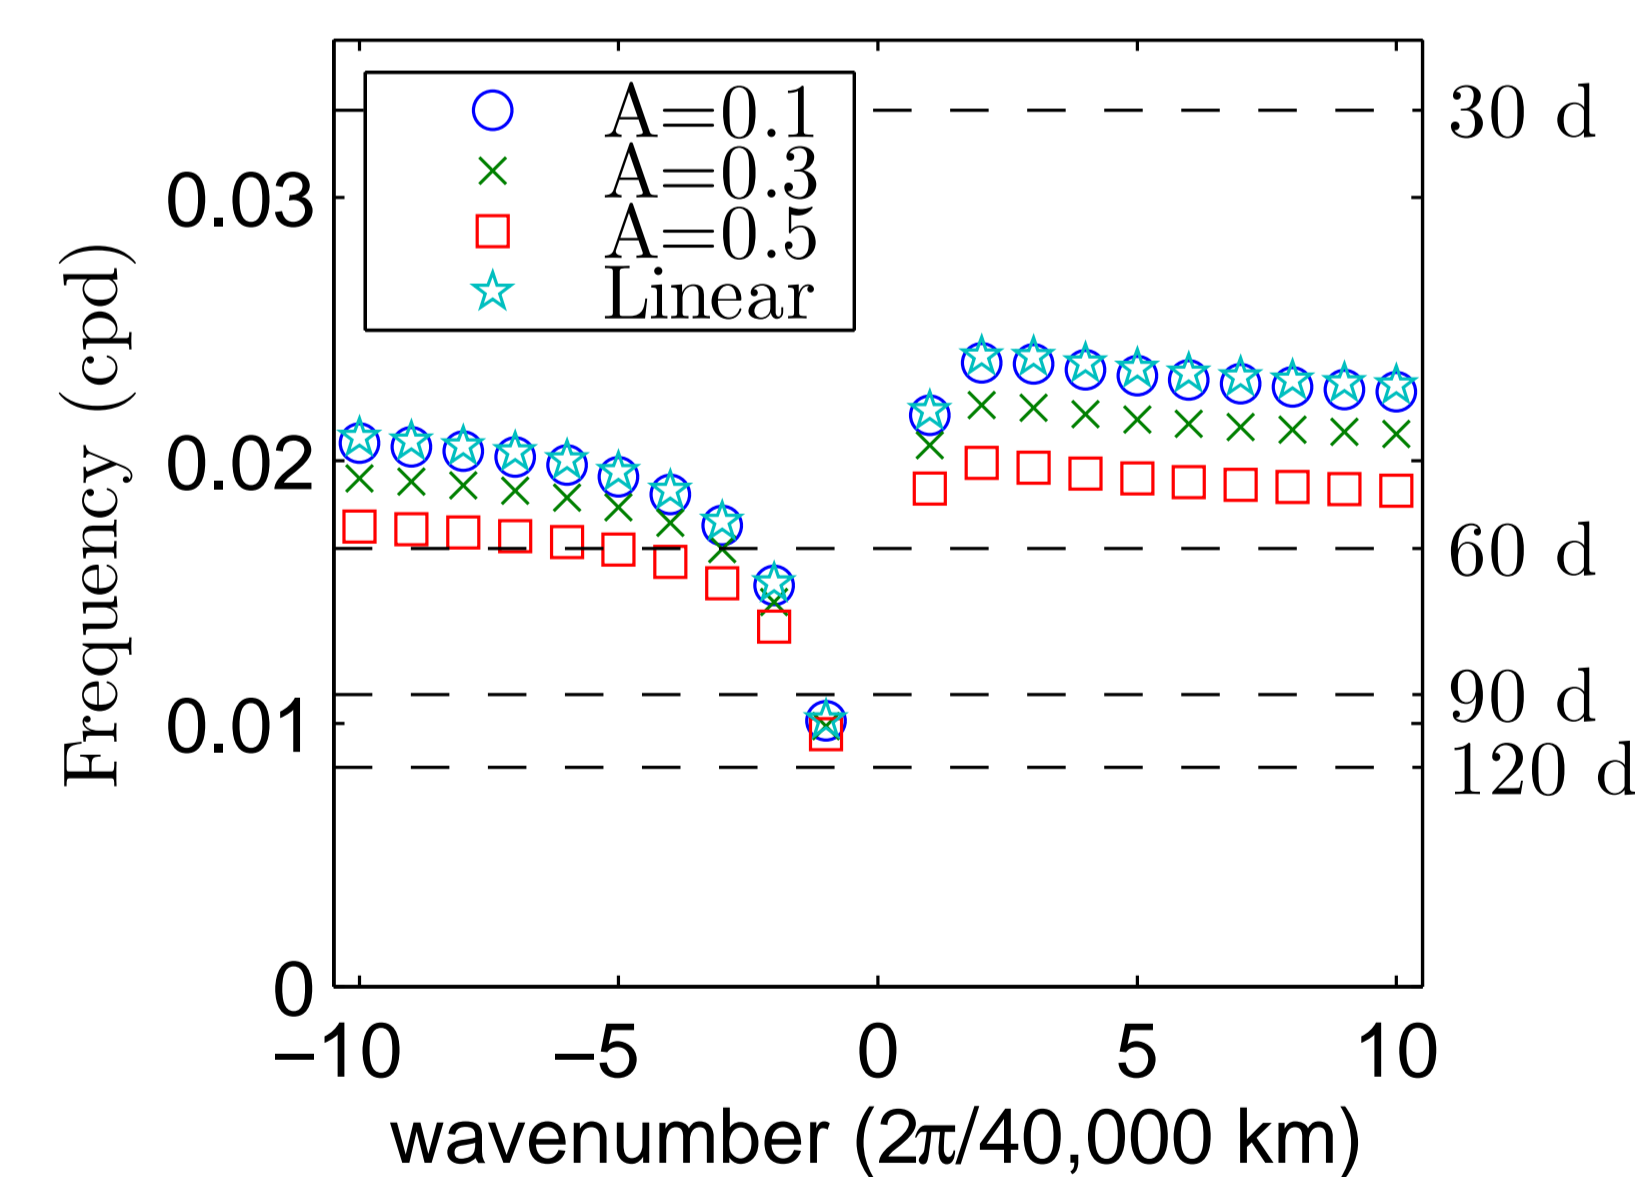 A=0.1
A=0.3
A=0.5
Linear
Frequency (cpd)
0.03
0.02
0.01
0
30 d
60 d
90 d
120 d
−10 −5 0 5 10
wavenumber (2π/40,000 km)